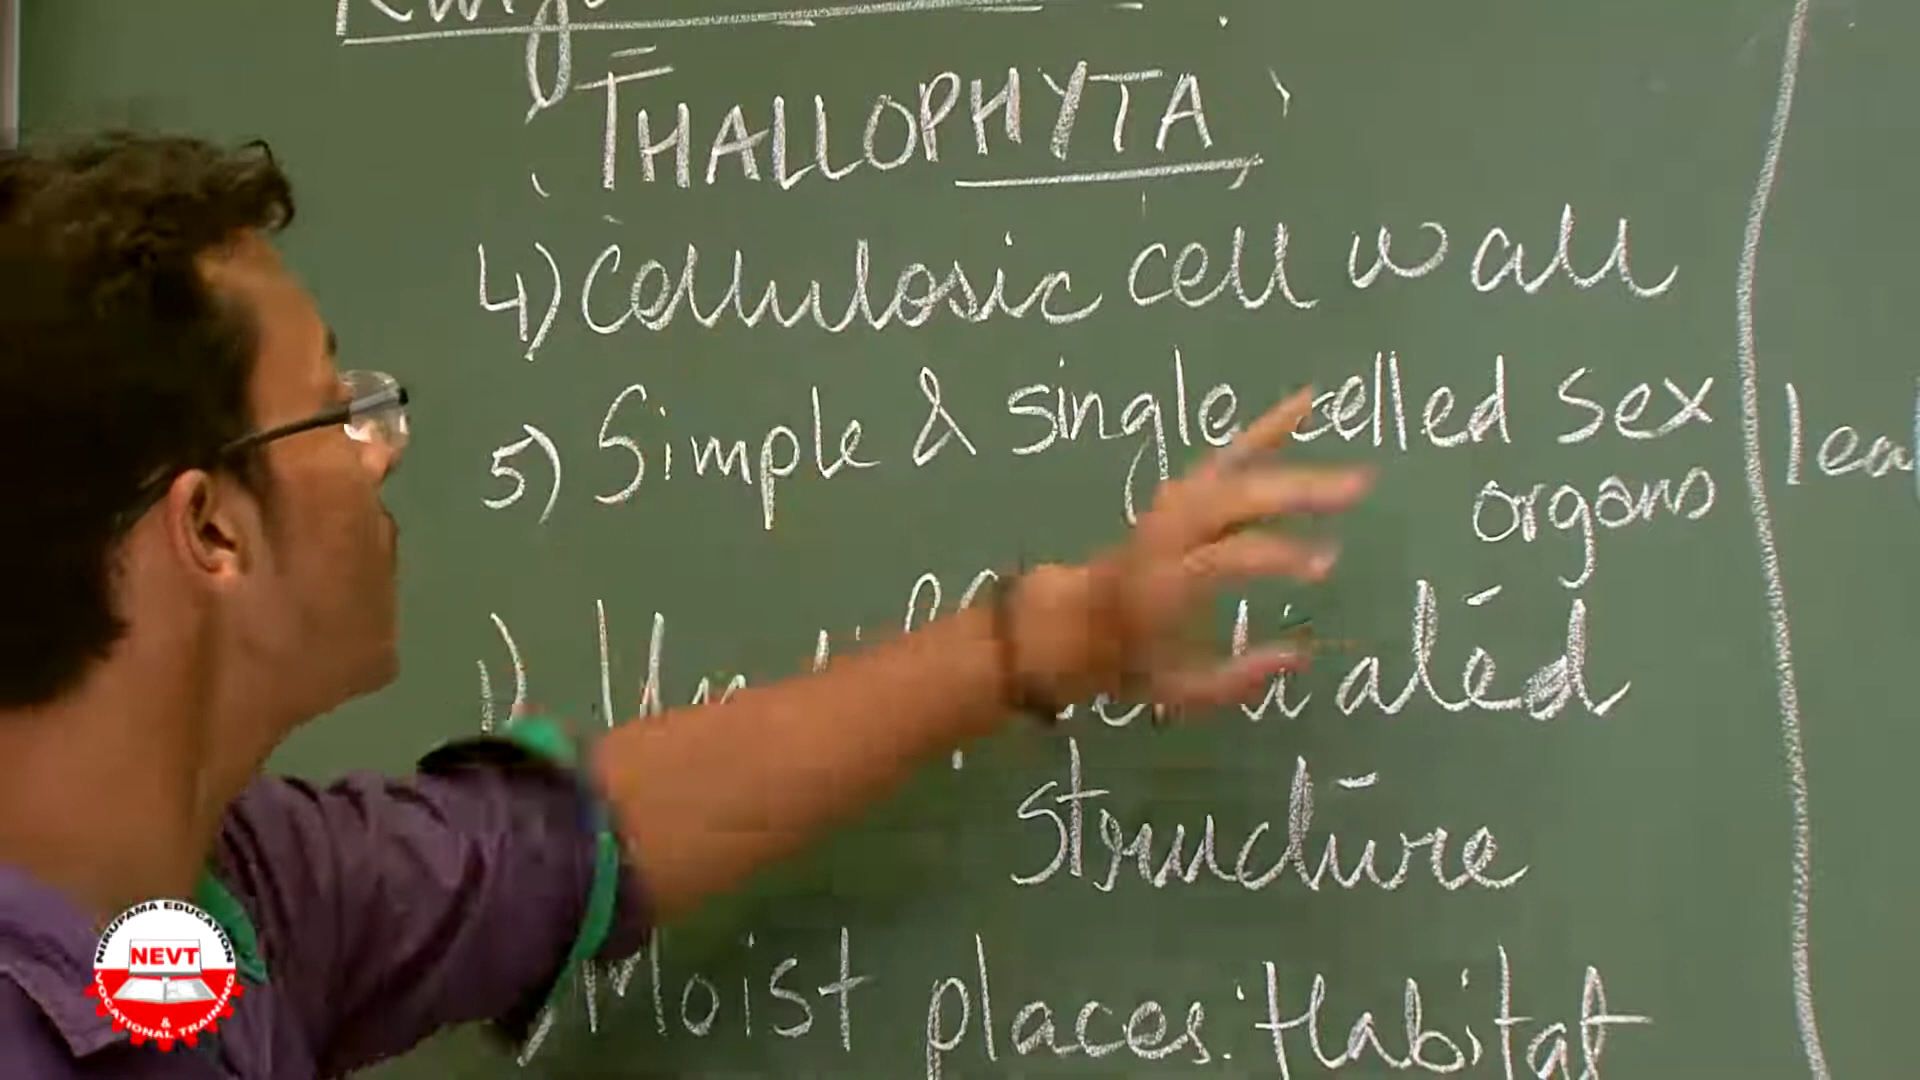 THALLOPHYTA
4) Cellulosic cell wall
5) Simple & single celled sex
organs
structure
Moist places. Habitat
NIRUPAMA EDUCATION
NEVT
& VOCATIONAL TRAINING